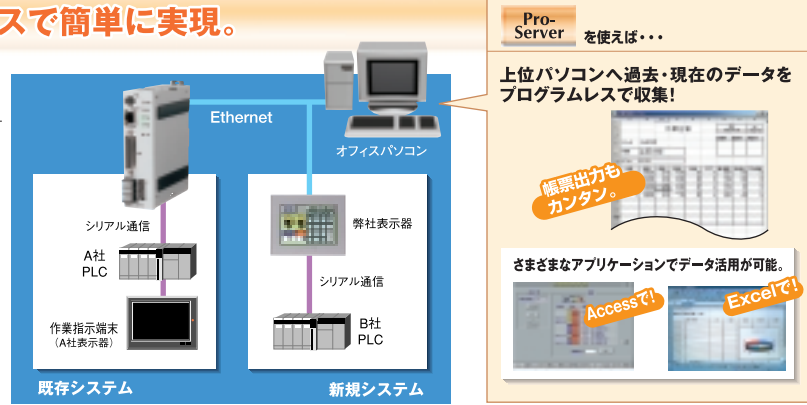 スで簡単に実現。
Ethernet
オフィスパソコン
シリアル通信
A社
PLC
作業指示端末
(A社表示器)
既存システム
弊社表示器
シリアル通信
B社
PLC
新規システム
Pro-
Server を使えば・・・
上位パソコンへ過去・現在のデータを
プログラムレスで収集!
帳票出力も
カンタン。
さまざまなアプリケーションでデータ活用が可能。
Accessで!
Excelで!